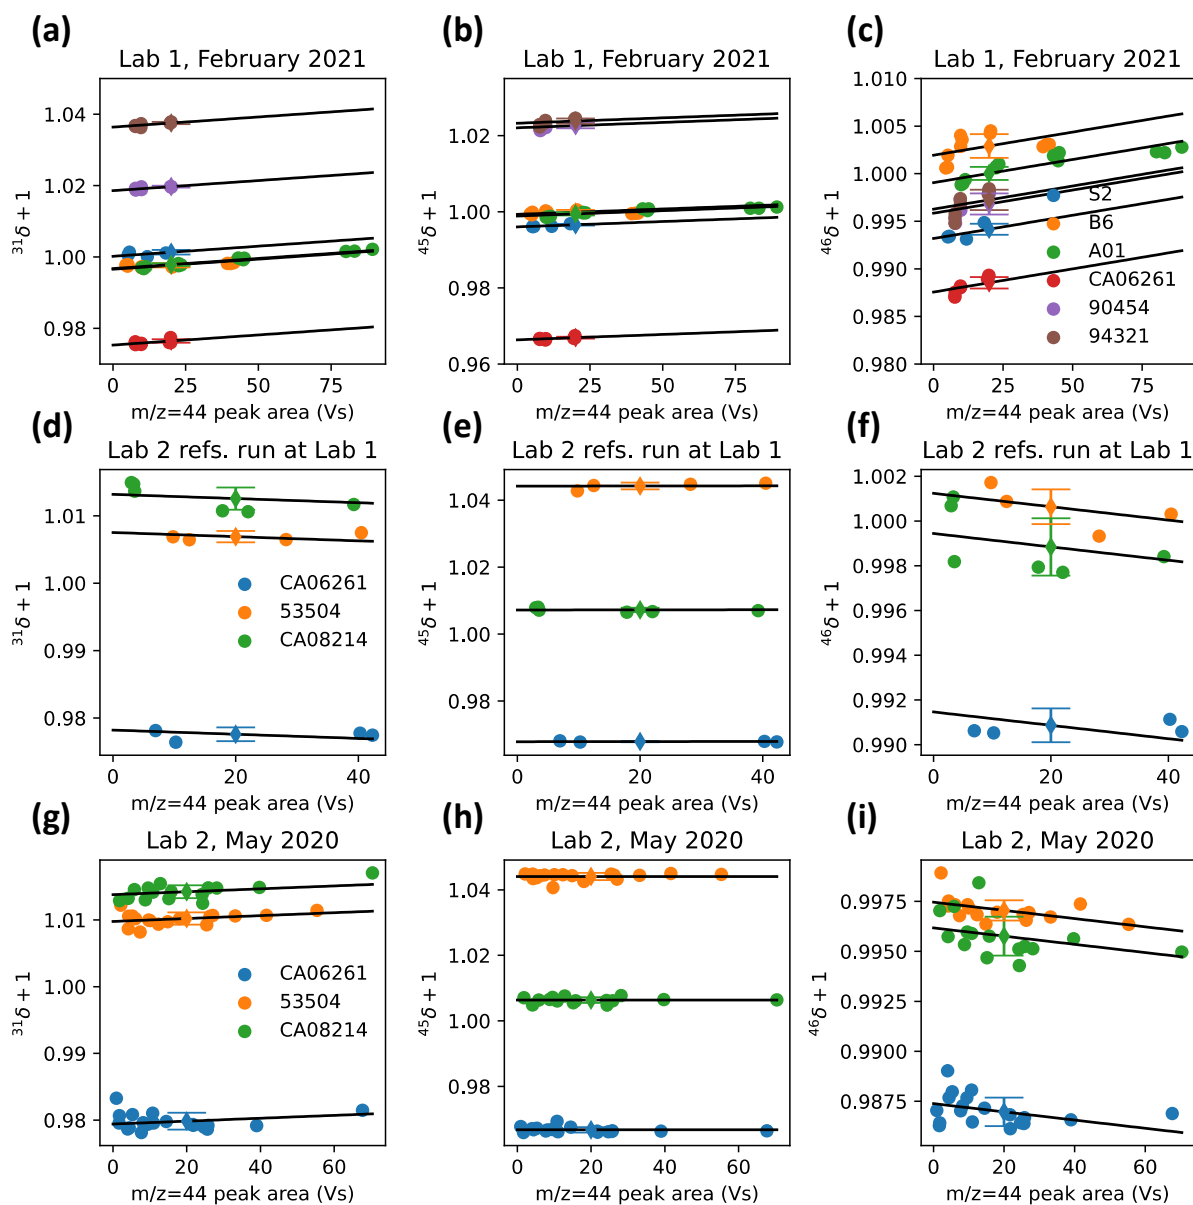 (a)
Lab 1, February 2021
1.04
1.02
1.00
0.98
³¹δ + 1
0
25
50
75
m/z=44 peak area (Vs)
(b)
Lab 1, February 2021
1.02
1.00
0.98
0.96
⁴⁵δ + 1
0
25
50
75
m/z=44 peak area (Vs)
(c)
Lab 1, February 2021
1.010
1.005
1.000
0.995
0.990
0.985
0.980
⁴⁶δ + 1
S2
B6
A01
CA06261
90454
94321
0
25
50
75
m/z=44 peak area (Vs)
(d)
Lab 2 refs. run at Lab 1
1.01
1.00
0.99
0.98
³¹δ + 1
CA06261
53504
CA08214
0
20
40
m/z=44 peak area (Vs)
(e)
Lab 2 refs. run at Lab 1
1.04
1.02
1.00
0.98
⁴⁵δ + 1
0
20
40
m/z=44 peak area (Vs)
(f)
Lab 2 refs. run at Lab 1
1.002
1.000
0.998
0.996
0.994
0.992
0.990
⁴⁶δ + 1
0
20
40
m/z=44 peak area (Vs)
(g)
Lab 2, May 2020
1.01
1.00
0.99
0.98
³¹δ + 1
CA06261
53504
CA08214
0
20
40
60
m/z=44 peak area (Vs)
(h)
Lab 2, May 2020
1.04
1.02
1.00
0.98
⁴⁵δ + 1
0
20
40
60
m/z=44 peak area (Vs)
(i)
Lab 2, May 2020
0.9975
0.9950
0.9925
0.9900
0.9875
⁴⁶δ + 1
0
20
40
60
m/z=44 peak area (Vs)